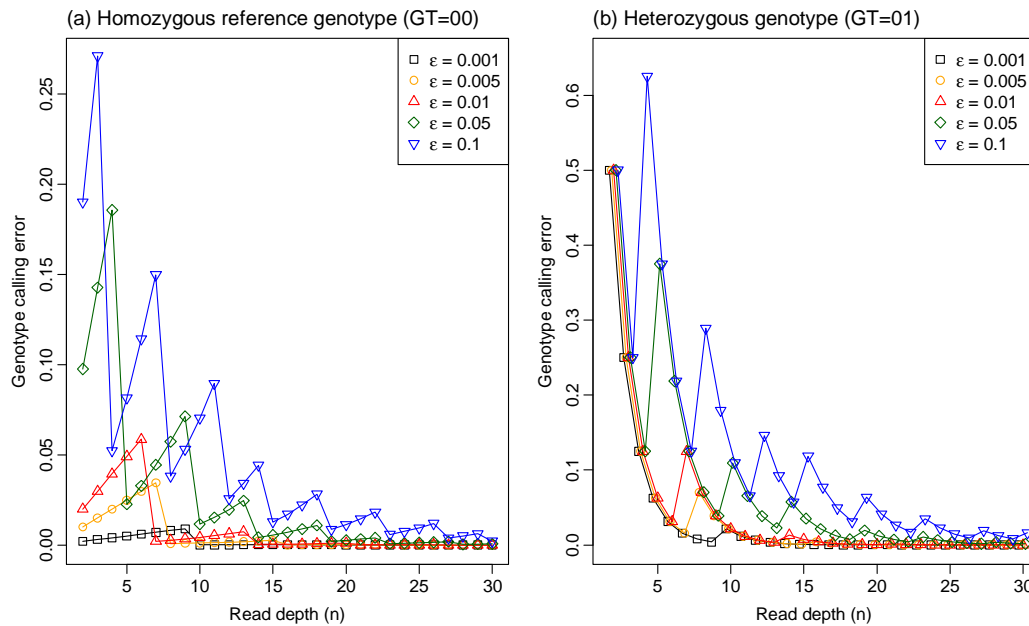 (a) Homozygous reference genotype (GT=00)
Genotype calling error
0.00
0.05
0.10
0.15
0.20
0.25
ε = 0.001
ε = 0.005
ε = 0.01
ε = 0.05
ε = 0.1
5
10
15
20
25
30
Read depth (n)
(b) Heterozygous genotype (GT=01)
Genotype calling error
0.0
0.1
0.2
0.3
0.4
0.5
0.6
ε = 0.001
ε = 0.005
ε = 0.01
ε = 0.05
ε = 0.1
5
10
15
20
25
30
Read depth (n)